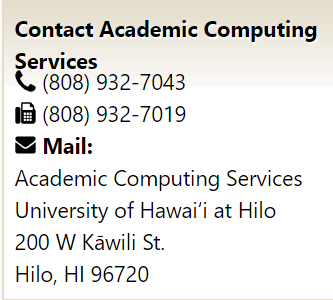 Contact Academic Computing
Services
(808) 932-7043
(808) 932-7019
Mail:
Academic Computing Services
University of Hawaiʻi at Hilo
200 W Kāwili St.
Hilo, HI 96720